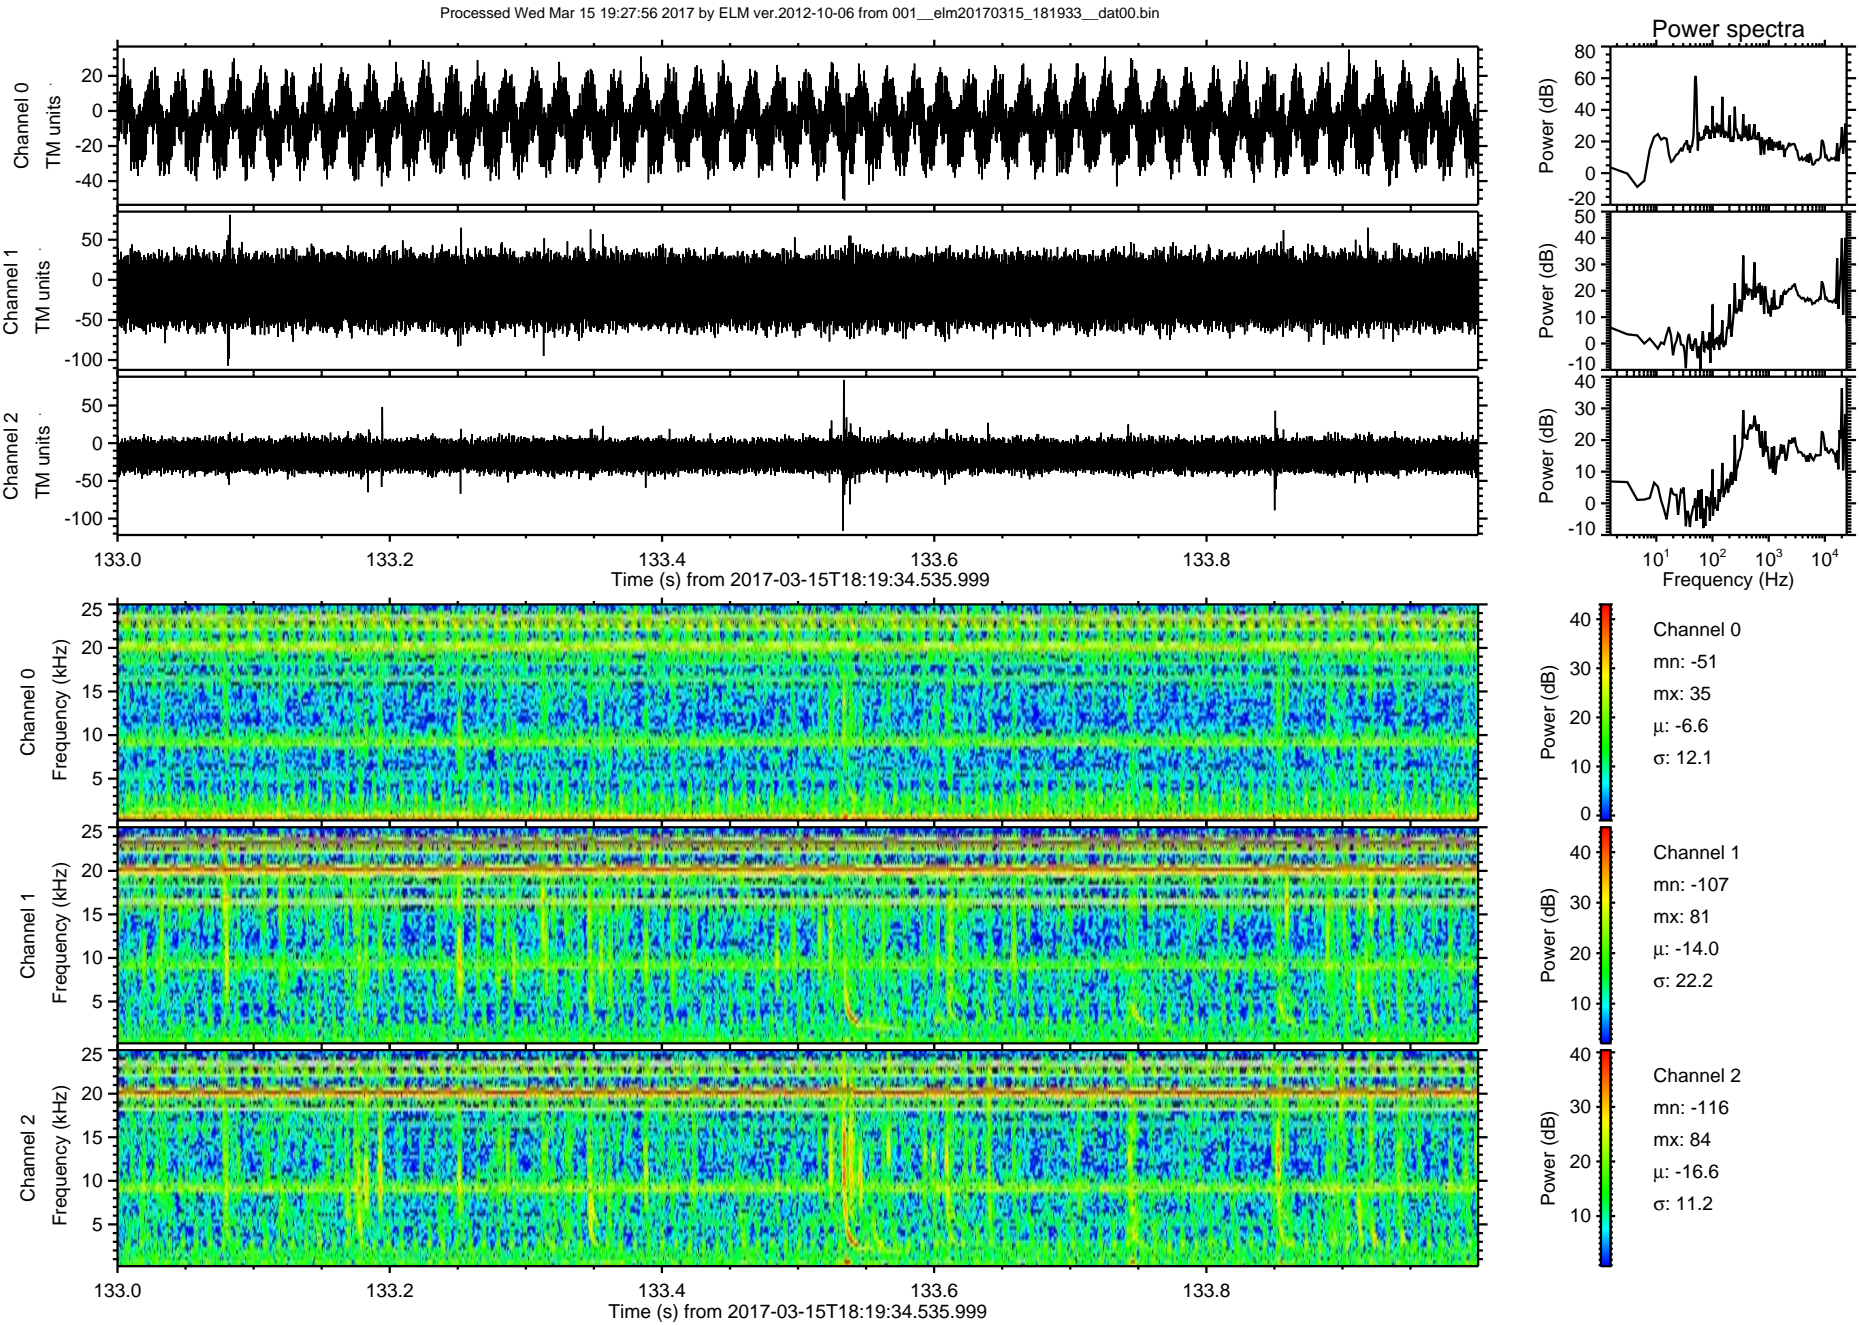 Processed Wed Mar 15 19:27:56 2017 by ELM ver.2012-10-06 from 001__elm20170315_181933__dat00.bin
Power spectra
Channel 0
TM units
20
0
-20
-40
Power (dB)
80
60
40
20
0
-20
Channel 1
TM units
50
0
-50
-100
Power (dB)
50
40
30
20
10
0
-10
Channel 2
TM units
50
0
-50
-100
Power (dB)
40
30
20
10
0
-10
133.0 133.2 133.4 133.6 133.8
Time (s) from 2017-03-15T18:19:34.535.999
10¹ 10² 10³ 10⁴
Frequency (Hz)
Channel 0
Frequency (kHz)
25
20
15
10
5
Power (dB)
40
30
20
10
0
Channel 0
mn: -51
mx: 35
µ: -6.6
σ: 12.1
Channel 1
Frequency (kHz)
25
20
15
10
5
Power (dB)
40
30
20
10
Channel 1
mn: -107
mx: 81
µ: -14.0
σ: 22.2
Channel 2
Frequency (kHz)
25
20
15
10
5
Power (dB)
40
30
20
10
Channel 2
mn: -116
mx: 84
µ: -16.6
σ: 11.2
133.0 133.2 133.4 133.6 133.8
Time (s) from 2017-03-15T18:19:34.535.999